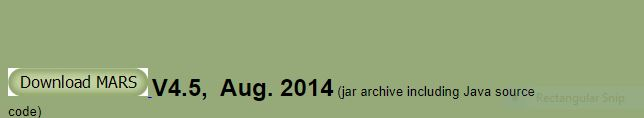 Download MARS V4.5, Aug. 2014 (jar archive including Java source
code)
Rectangular Snip